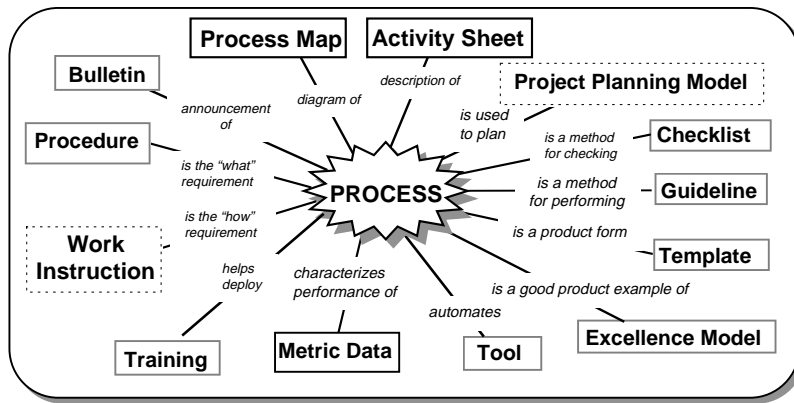 Process Map
Activity Sheet
Bulletin
diagram of
description of
Project Planning Model
announcement
of
is used
to plan
Procedure
is a method
for checking
Checklist
is the “what”
requirement
PROCESS
is a method
for performing
Guideline
is the “how”
requirement
is a product form
Work
Instruction
Template
helps
deploy
characterizes
performance of
is a good product example of
automates
Training
Metric Data
Tool
Excellence Model